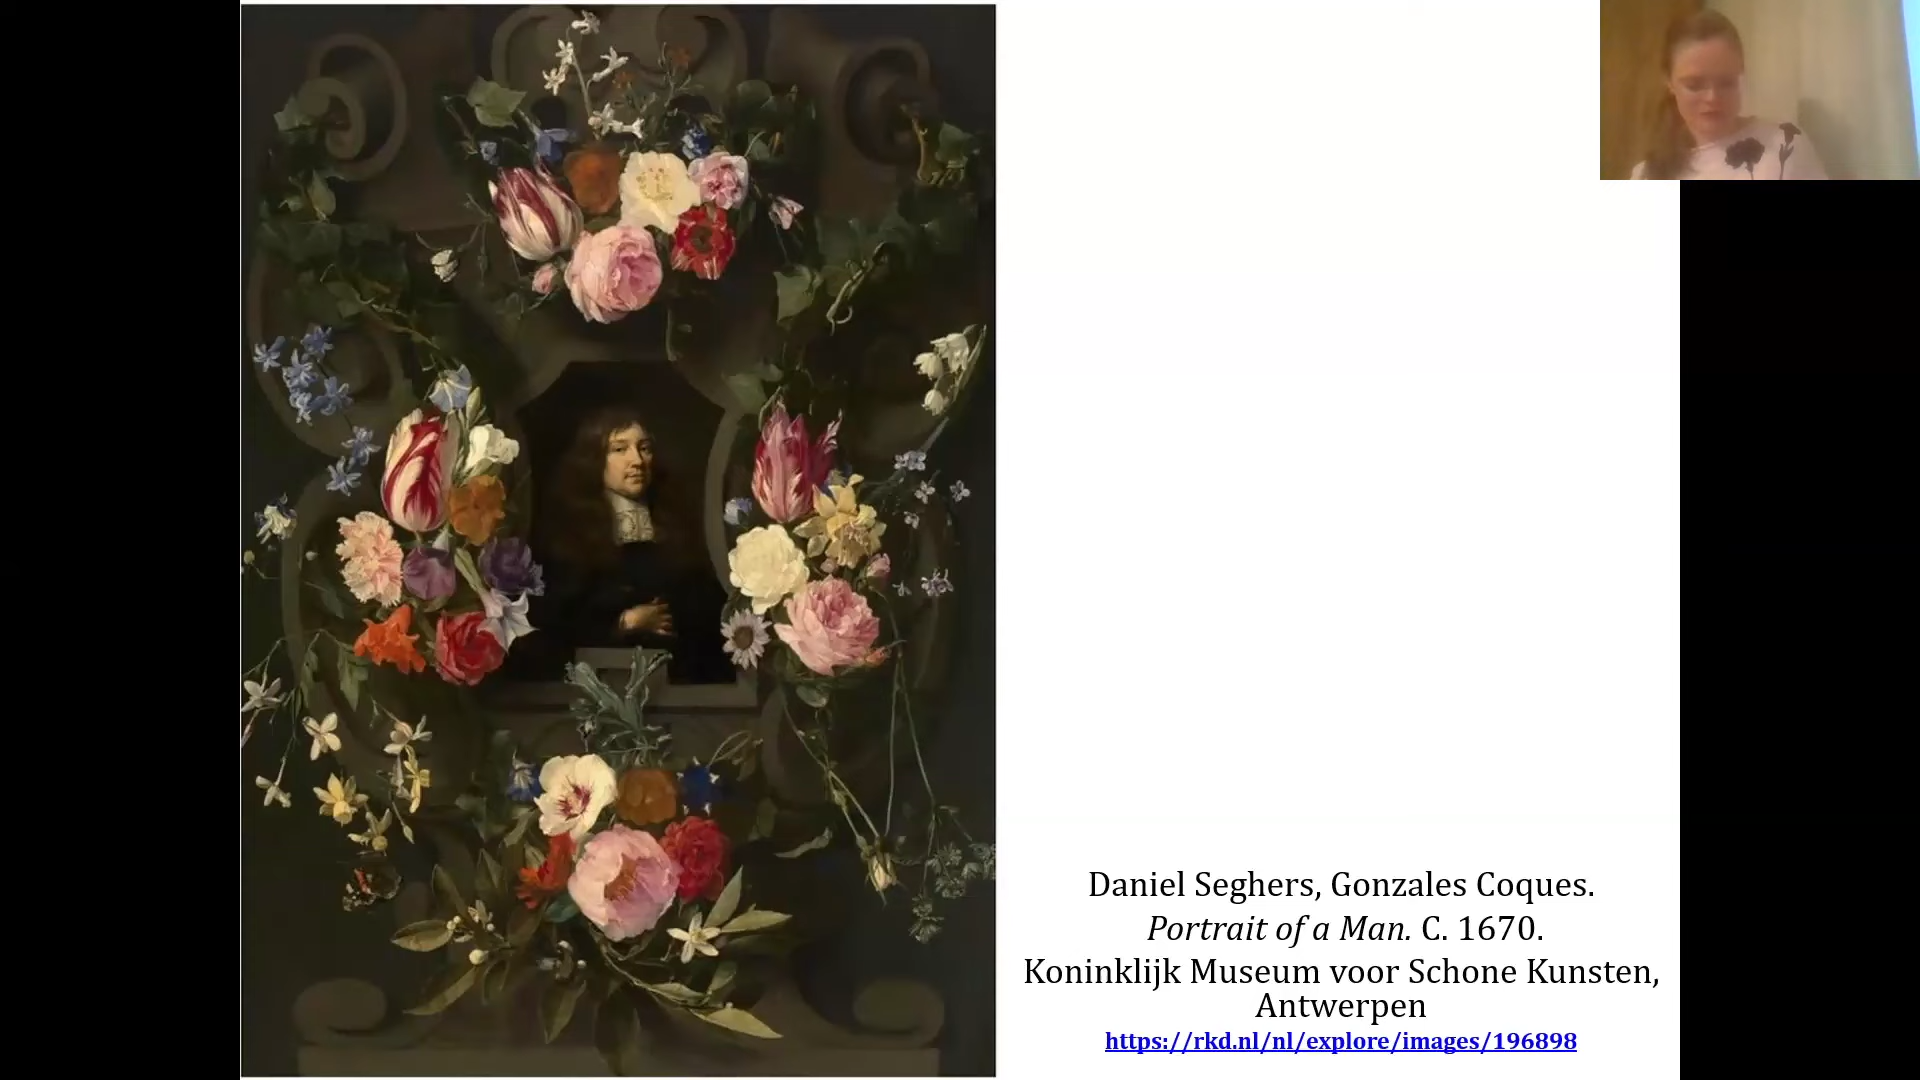 Daniel Seghers, Gonzales Coques.
Portrait of a Man. C. 1670.
Koninklijk Museum voor Schone Kunsten,
Antwerpen
https://rkd.nl/nl/explore/images/196898